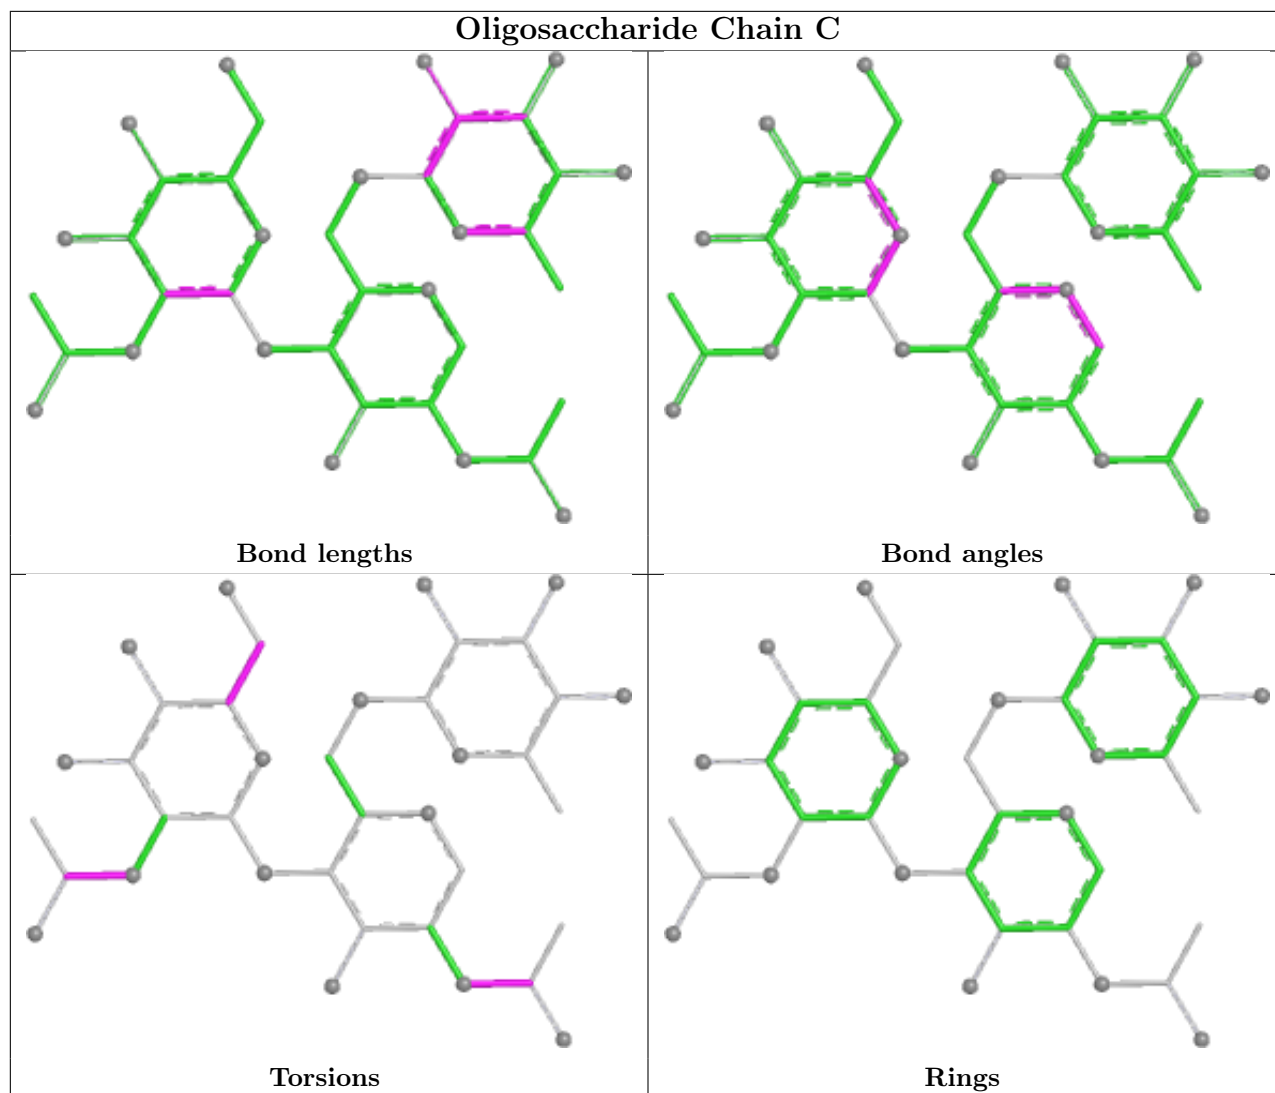 Oligosaccharide Chain C
Bond lengths
Bond angles
Torsions
Rings